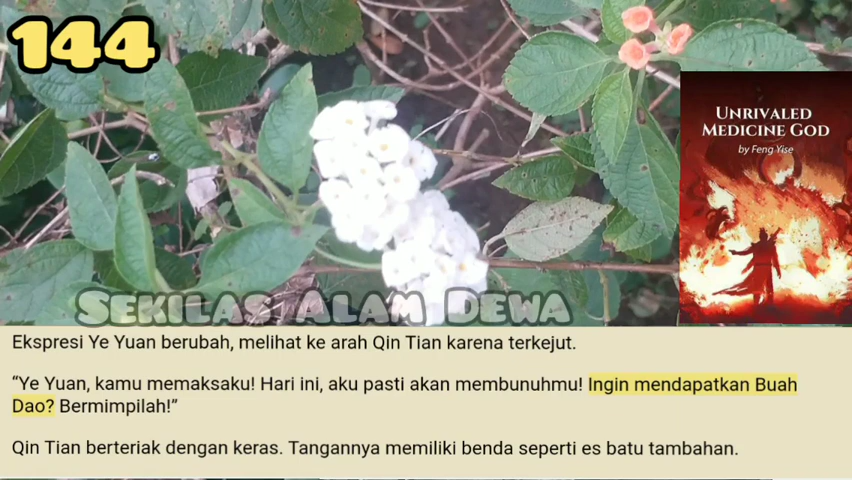 144
UNRIVALED
MEDICINE GOD
by Feng Yise
SEKILAS ALAM DEWA
Ekspresi Ye Yuan berubah, melihat ke arah Qin Tian karena terkejut.
“Ye Yuan, kamu memaksaku! Hari ini, aku pasti akan membunuhmu! Ingin mendapatkan Buah
Dao? Bermimpilah!”
Qin Tian berteriak dengan keras. Tangannya memiliki benda seperti es batu tambahan.